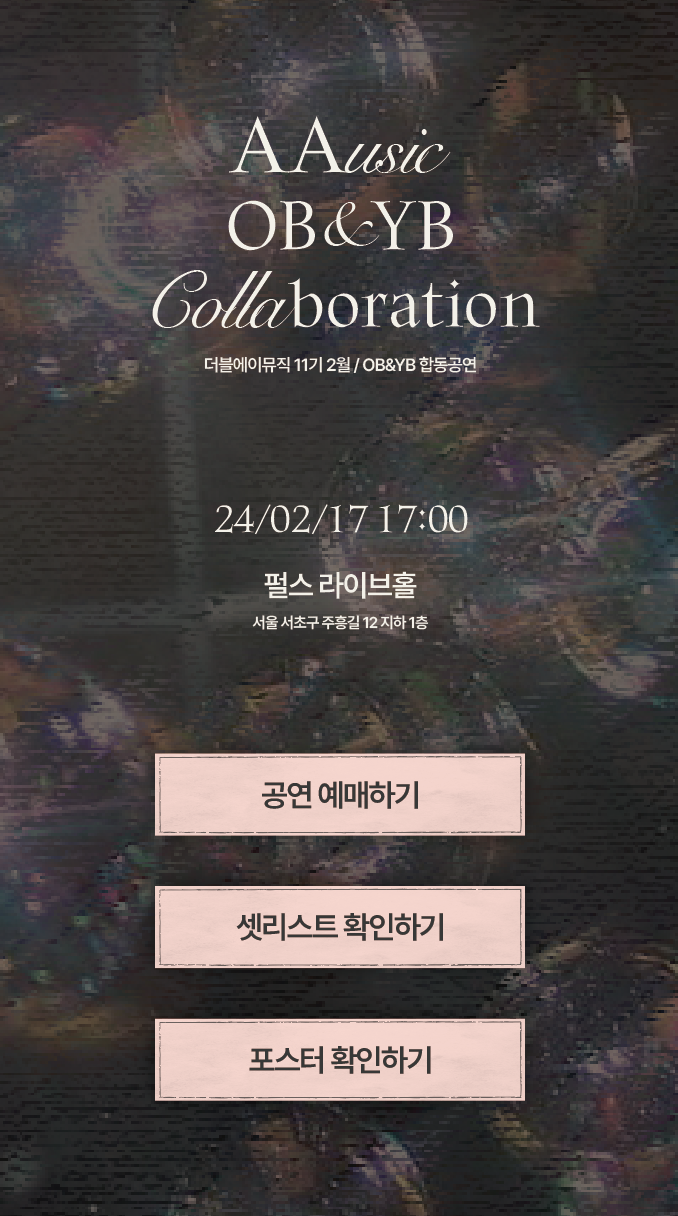 AAusic
OB&YB
Collaboration
더블에이뮤직 11기 2월 / OB&YB 합동공연
24/02/17 17:00
펄스 라이브홀
서울 서초구 주흥길 12 지하 1층
공연 예매하기
셋리스트 확인하기
포스터 확인하기